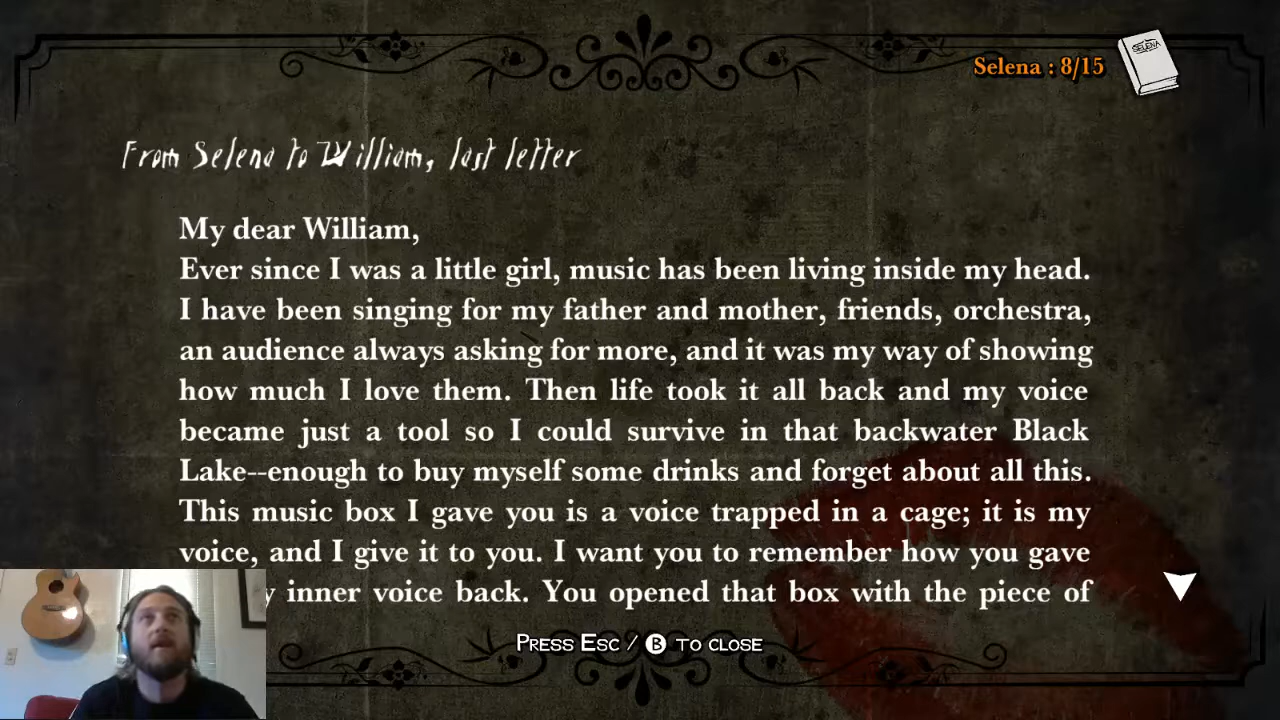 SELENA
Selena : 8/15
From Selena to William, last letter
My dear William,
Ever since I was a little girl, music has been living inside my head.
I have been singing for my father and mother, friends, orchestra,
an audience always asking for more, and it was my way of showing
how much I love them. Then life took it all back and my voice
became just a tool so I could survive in that backwater Black
Lake--enough to buy myself some drinks and forget about all this.
This music box I gave you is a voice trapped in a cage; it is my
voice, and I give it to you. I want you to remember how you gave
inner voice back. You opened that box with the piece of
PRESS ESC / B TO CLOSE